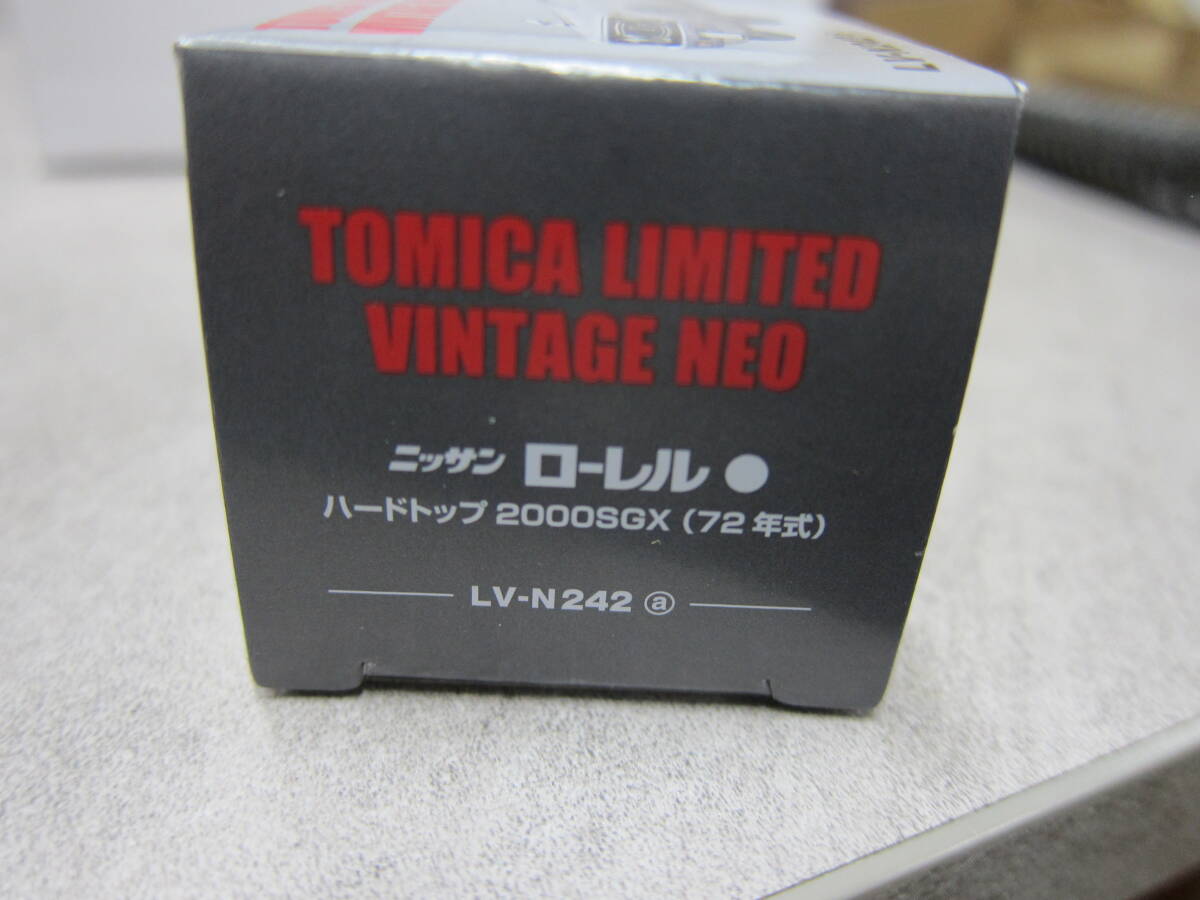 TOMICA LIMITED
VINTAGE NEO
ニッサン ローレル ●
ハードトップ 2000SGX (72年式)
LV-N242 ⓐ